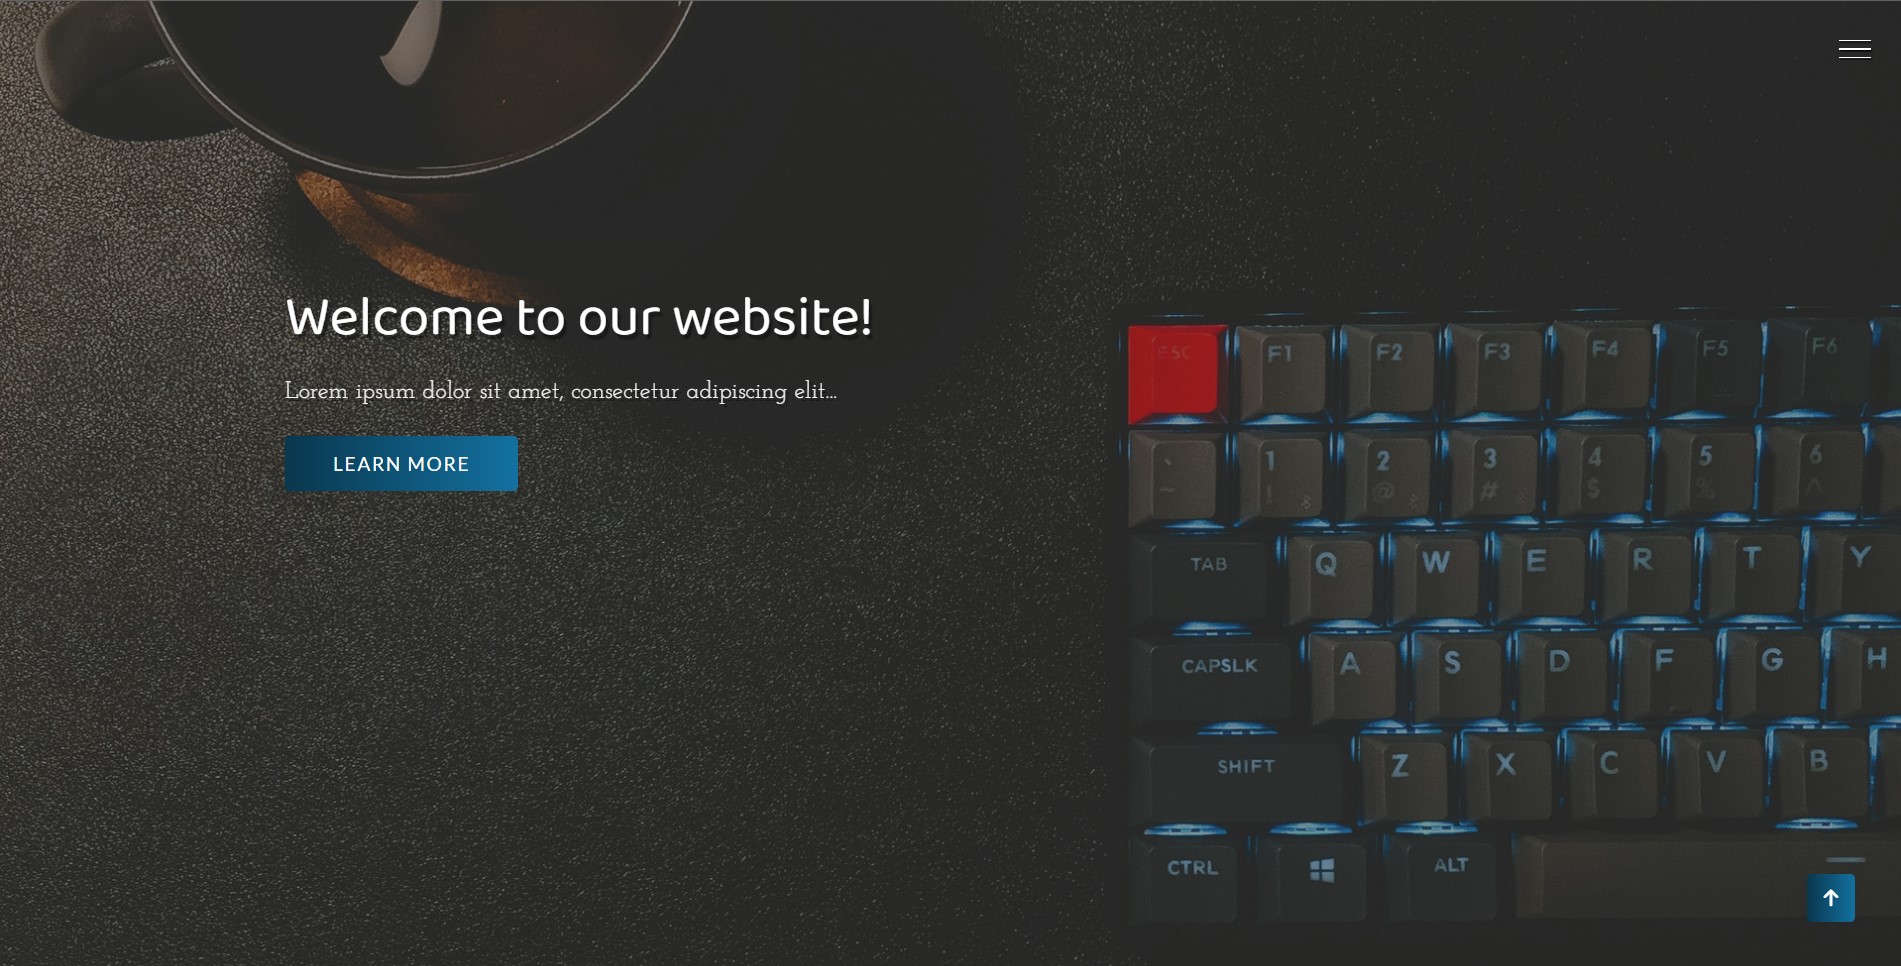 Welcome to our website!
Lorem ipsum dolor sit amet, consectetur adipiscing elit...
LEARN MORE
ESC F1 F2 F3 F4 F5 F6
` 1 2 3 4 5 6
~ ! @ # $ % ^
TAB Q W E R T Y
CAPSLK A S D F G H
SHIFT Z X C V B
CTRL ALT